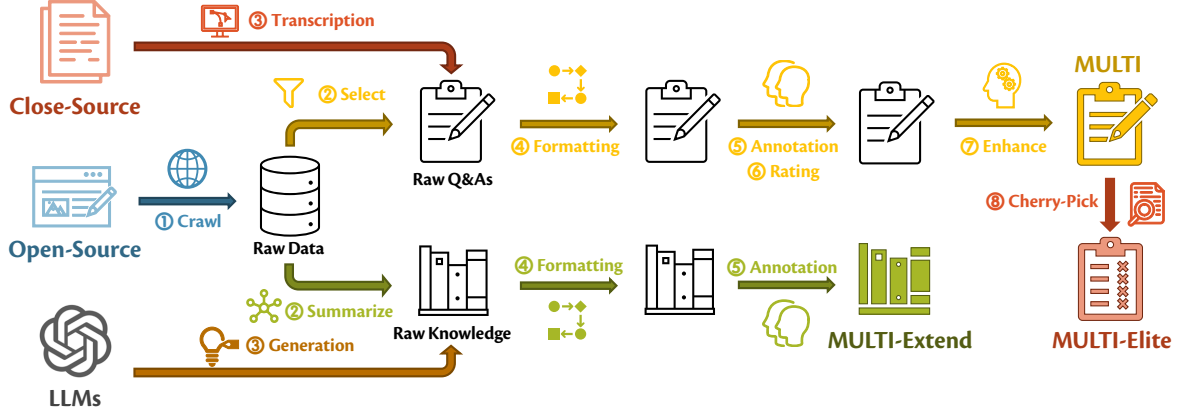 ③ Transcription
Close-Source
② Select
Raw Q&As
④ Formatting
⑤ Annotation
⑥ Rating
⑦ Enhance
MULTI
⑧ Cherry-Pick
① Crawl
Open-Source
Raw Data
② Summarize
Raw Knowledge
④ Formatting
⑤ Annotation
MULTI-Extend
MULTI-Elite
③ Generation
LLMs